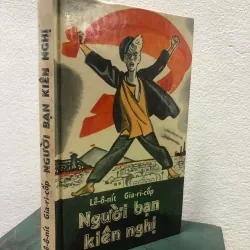 Lê-ô-nít Gia-ri-cốp NGƯỜI BẠN KIÊN NGHỊ
Lê-ô-nít Gia-ri-cốp
Người bạn
kiên nghị